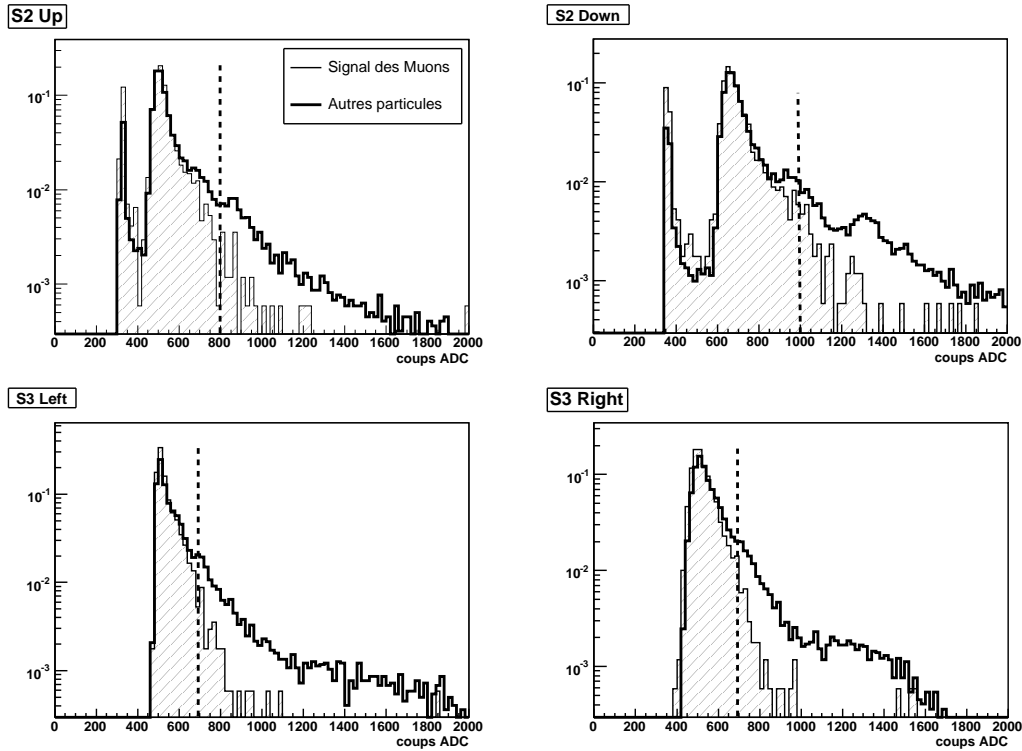 S2 Up
Signal des Muons
Autres particules
10^-1
10^-2
10^-3
0 200 400 600 800 1000 1200 1400 1600 1800 2000
coups ADC
S2 Down
10^-1
10^-2
10^-3
0 200 400 600 800 1000 1200 1400 1600 1800 2000
coups ADC
S3 Left
10^-1
10^-2
10^-3
0 200 400 600 800 1000 1200 1400 1600 1800 2000
coups ADC
S3 Right
10^-1
10^-2
10^-3
0 200 400 600 800 1000 1200 1400 1600 1800 2000
coups ADC